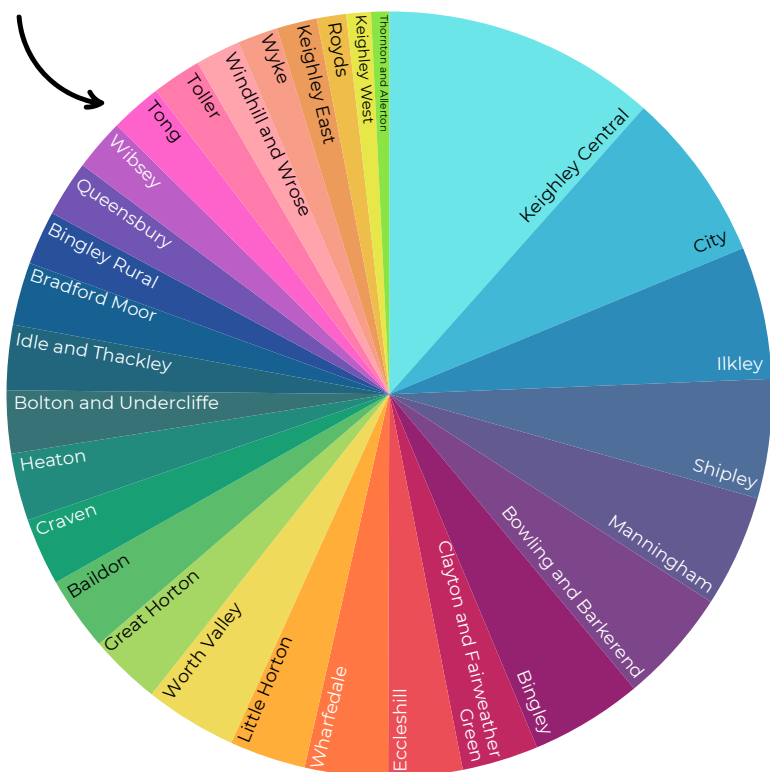 Keighley Central
City
Ilkley
Shipley
Manningham
Bowling and Barkerend
Bingley
Clayton and Fairweather
Green
Eccleshill
Wharfedale
Little Horton
Worth Valley
Great Horton
Baildon
Craven
Heaton
Bolton and Undercliffe
Idle and Thackley
Bradford Moor
Bingley Rural
Queensbury
Wibsey
Tong
Toller
Windhill and Wrose
Wyke
Keighley East
Royds
Keighley West
Thornton and Allerton